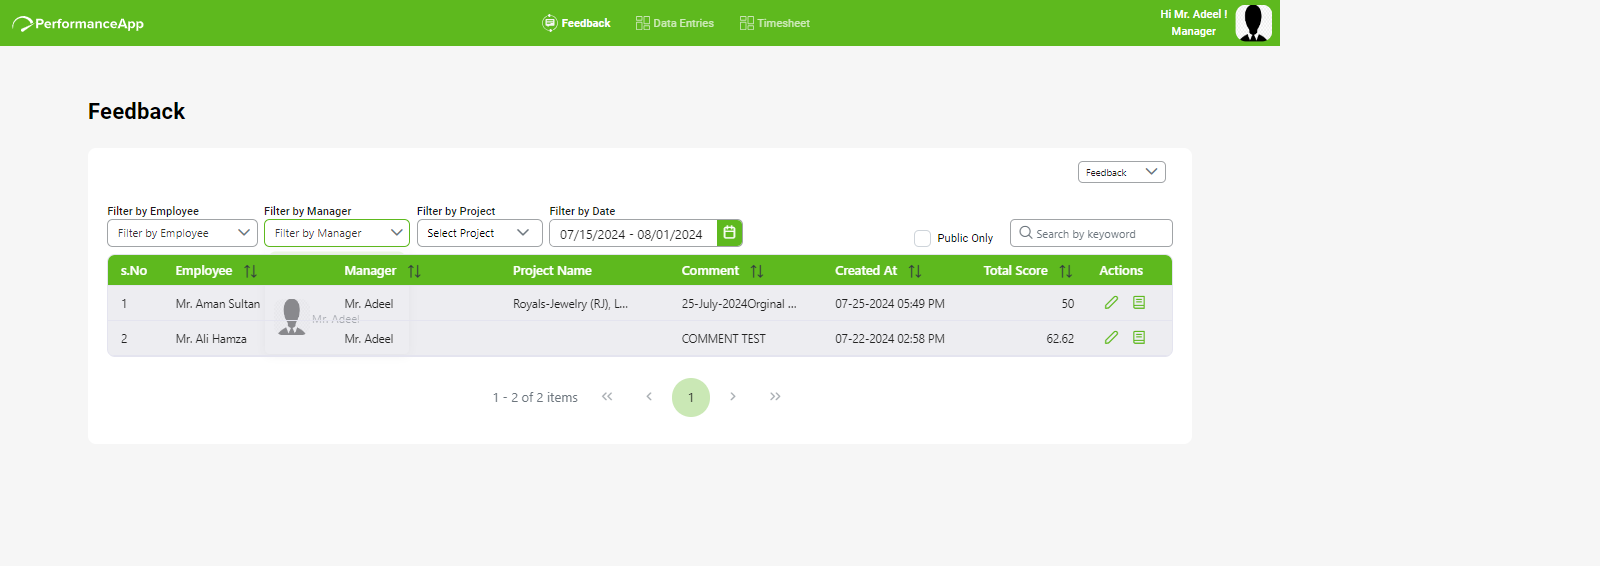 PerformanceApp
Feedback
Data Entries
Timesheet
Hi Mr. Adeel !
Manager
Feedback
Feedback
Filter by Employee
Filter by Manager
Filter by Project
Filter by Date
Filter by Employee
Filter by Manager
Select Project
07/15/2024 - 08/01/2024
Public Only
Search by keyoword
s.No Employee Manager Project Name Comment Created At Total Score Actions
1 Mr. Aman Sultan Mr. Adeel Royals-Jewelry (RJ), L... 25-July-2024Orginal ... 07-25-2024 05:49 PM 50
Mr. Adeel
2 Mr. Ali Hamza Mr. Adeel COMMENT TEST 07-22-2024 02:58 PM 62.62
1 - 2 of 2 items
1